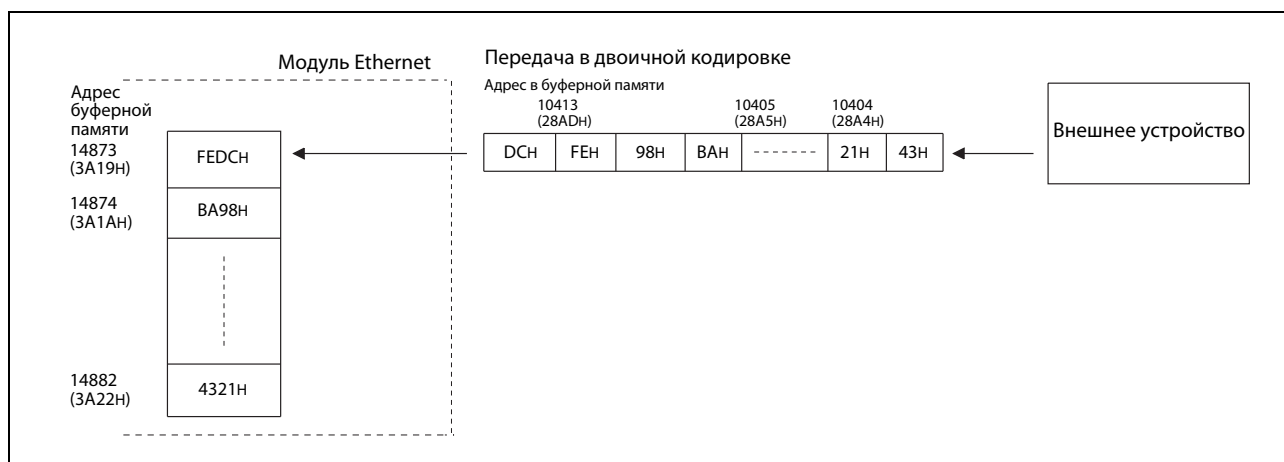 Модуль Ethernet
Адрес
буферной
памяти
14873
(3A19H)
FEDCH
14874
(3A1AH)
BA98H
14882
(3A22H)
4321H
Передача в двоичной кодировке
Адрес в буферной памяти
10413
(28ADH)
10405
(28A5H)
10404
(28A4H)
DCH
FEH
98H
BAH
21H
43H
Внешнее устройство